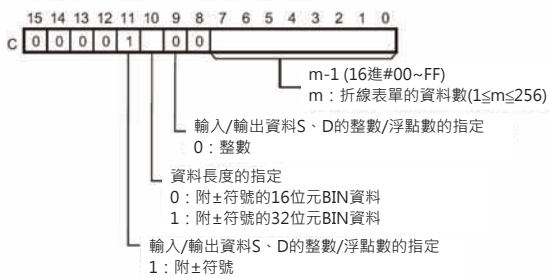 15 14 13 12 11 10 9 8 7 6 5 4 3 2 1 0
C 0 0 0 0 1 0 0
m-1 (16進#00~FF)
m：折線表單的資料數(1≦m≦256)
輸入/輸出資料S、D的整數/浮點數的指定
0：整數
資料長度的指定
0：附±符號的16位元BIN資料
1：附±符號的32位元BIN資料
輸入/輸出資料S、D的整數/浮點數的指定
1：附±符號